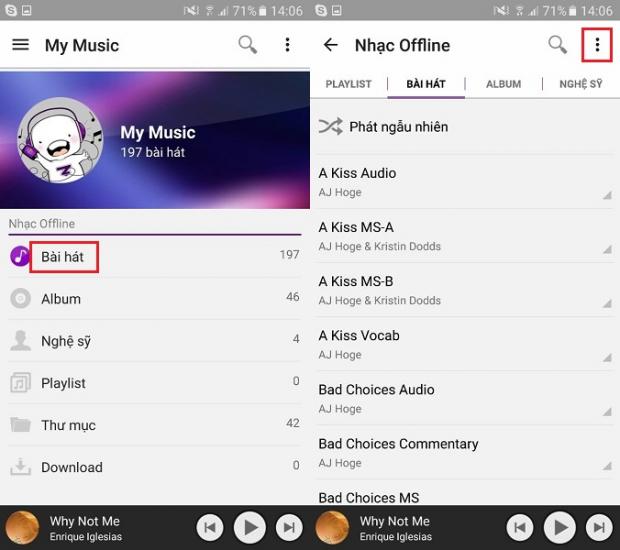 71% 14:06
My Music
My Music
197 bài hát
Nhạc Offline
Bài hát 197
Album 46
Nghệ sỹ 4
Playlist 0
Thư mục 42
Download 0
Why Not Me
Enrique Iglesias
71% 14:06
Nhạc Offline
PLAYLIST BÀI HÁT ALBUM NGHỆ SỸ
Phát ngẫu nhiên
A Kiss Audio
AJ Hoge
A Kiss MS-A
AJ Hoge & Kristin Dodds
A Kiss MS-B
AJ Hoge & Kristin Dodds
A Kiss Vocab
AJ Hoge
Bad Choices Audio
AJ Hoge
Bad Choices Commentary
AJ Hoge
Bad Choices MS
Why Not Me
Enrique Iglesias